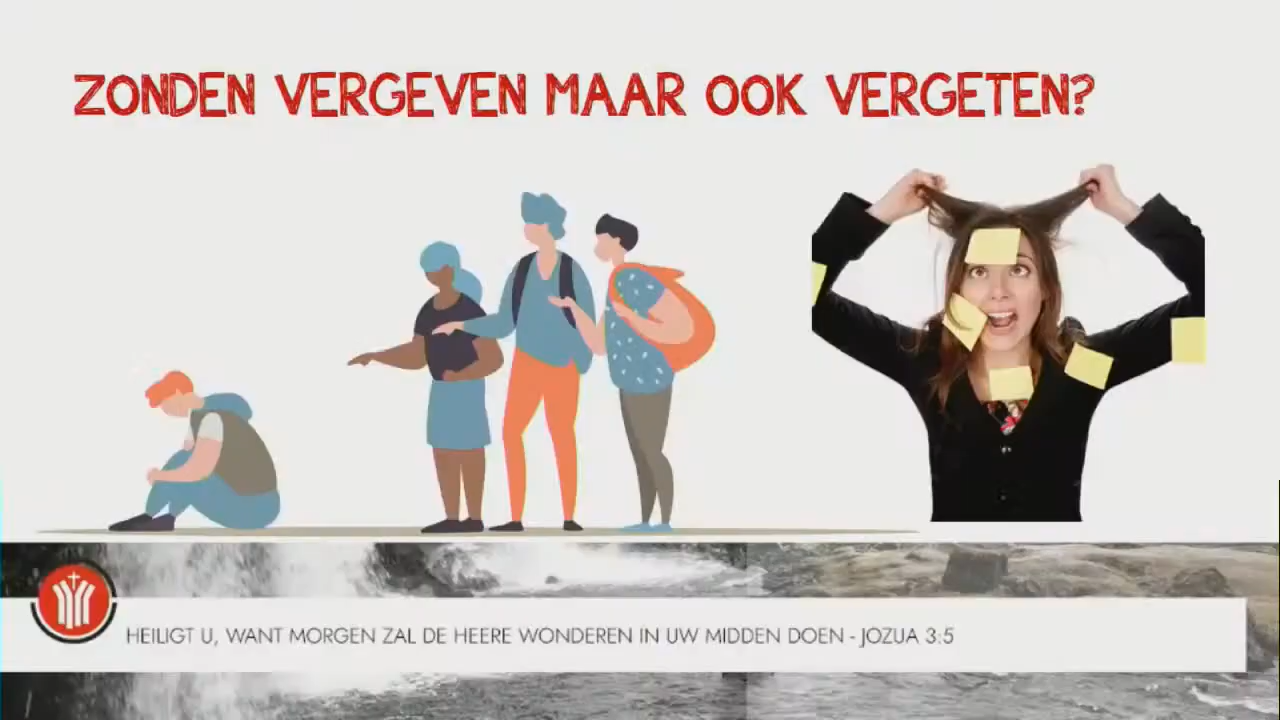 ZONDEN VERGEVEN MAAR OOK VERGETEN?
HEILIGT U, WANT MORGEN ZAL DE HEERE WONDEREN IN UW MIDDEN DOEN - JOZUA 3:5